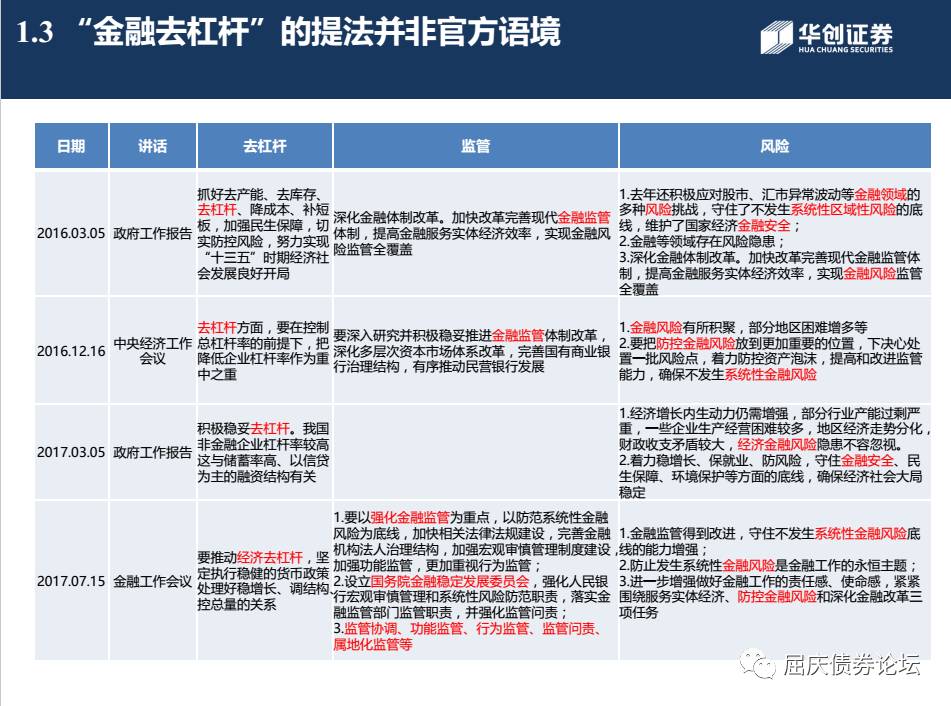 1.3 “金融去杠杆”的提法并非官方语境
华创证券
HUA CHUANG SECURITIES
日期
讲话
去杠杆
监管
风险
2016.03.05
政府工作报告
抓好去产能、去库存、
去杠杆、降成本、补短
板，加强民生保障，切
实防控风险，努力实现
“十三五”时期经济社
会发展良好开局
深化金融体制改革。加快改革完善现代金融监管
体制，提高金融服务实体经济效率，实现金融风
险监管全覆盖
1.去年还积极应对股市、汇市异常波动等金融领域的
多种风险挑战，守住了不发生系统性区域性风险的底
线，维护了国家经济金融安全；
2.金融等领域存在风险隐患；
3.深化金融体制改革。加快改革完善现代金融监管体
制，提高金融服务实体经济效率，实现金融风险监管
全覆盖
2016.12.16
中央经济工作
会议
去杠杆方面，要在控制
总杠杆率的前提下，把
降低企业杠杆率作为重
中之重
要深入研究并积极稳妥推进金融监管体制改革，
深化多层次资本市场体系改革，完善国有商业银
行治理结构，有序推动民营银行发展
1.金融风险有所积聚，部分地区困难增多等
2.要把防控金融风险放到更加重要的位置，下决心处
置一批风险点，着力防控资产泡沫，提高和改进监管
能力，确保不发生系统性金融风险
2017.03.05
政府工作报告
积极稳妥去杠杆。我国
非金融企业杠杆率较高
这与储蓄率高、以信贷
为主的融资结构有关
1.经济增长内生动力仍需增强，部分行业产能过剩严
重，一些企业生产经营困难较多，地区经济走势分化，
财政收支矛盾较大，经济金融风险隐患不容忽视。
2.着力稳增长、保就业、防风险，守住金融安全、民
生保障、环境保护等方面的底线，确保经济社会大局
稳定
2017.07.15
金融工作会议
要推动经济去杠杆，坚
定执行稳健的货币政策
处理好稳增长、调结构、
控总量的关系
1.要以强化金融监管为重点，以防范系统性金融
风险为底线，加快相关法律法规建设，完善金融
机构法人治理结构，加强宏观审慎管理制度建设，
加强功能监管，更加重视行为监管；
2.设立国务院金融稳定发展委员会，强化人民银
行宏观审慎管理和系统性风险防范职责，落实金
融监管部门监管职责，并强化监管问责；
3.监管协调、功能监管、行为监管、监管问责、
属地化监管等
1.金融监管得到改进，守住不发生系统性金融风险底
线的能力增强；
2.防止发生系统性金融风险是金融工作的永恒主题；
3.进一步增强做好金融工作的责任感、使命感，紧紧
围绕服务实体经济、防控金融风险和深化金融改革三
项任务
屈庆债券论坛